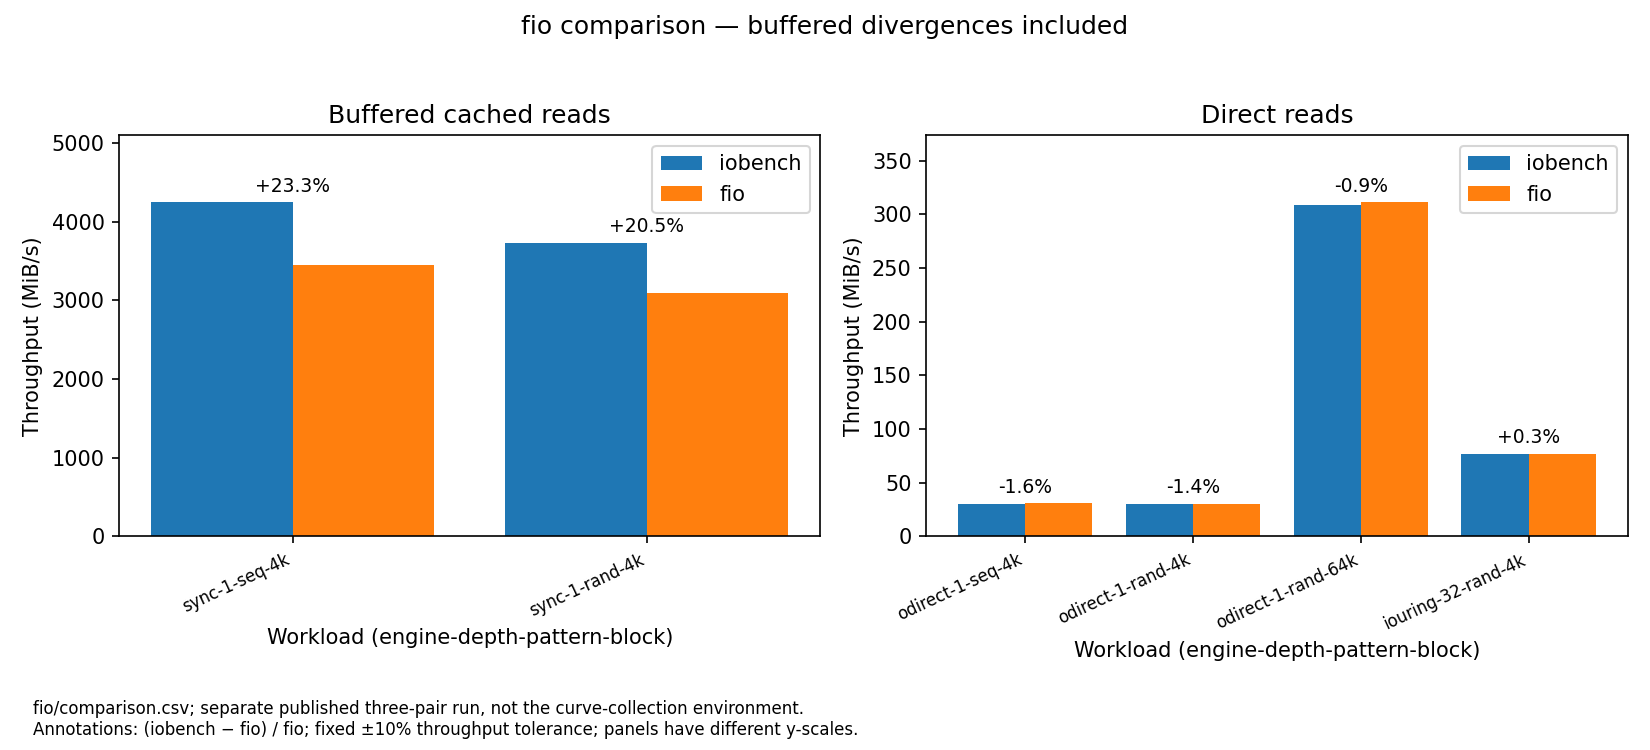 fio comparison — buffered divergences included
Buffered cached reads
5000
4000
3000
2000
1000
0
Throughput (MiB/s)
+23.3%
+20.5%
iobench
fio
sync-1-seq-4k
sync-1-rand-4k
Workload (engine-depth-pattern-block)
Direct reads
350
300
250
200
150
100
50
0
Throughput (MiB/s)
-1.6%
-1.4%
-0.9%
+0.3%
iobench
fio
odirect-1-seq-4k
odirect-1-rand-4k
odirect-1-rand-64k
iouring-32-rand-4k
Workload (engine-depth-pattern-block)
fio/comparison.csv; separate published three-pair run, not the curve-collection environment.
Annotations: (iobench − fio) / fio; fixed ±10% throughput tolerance; panels have different y-scales.